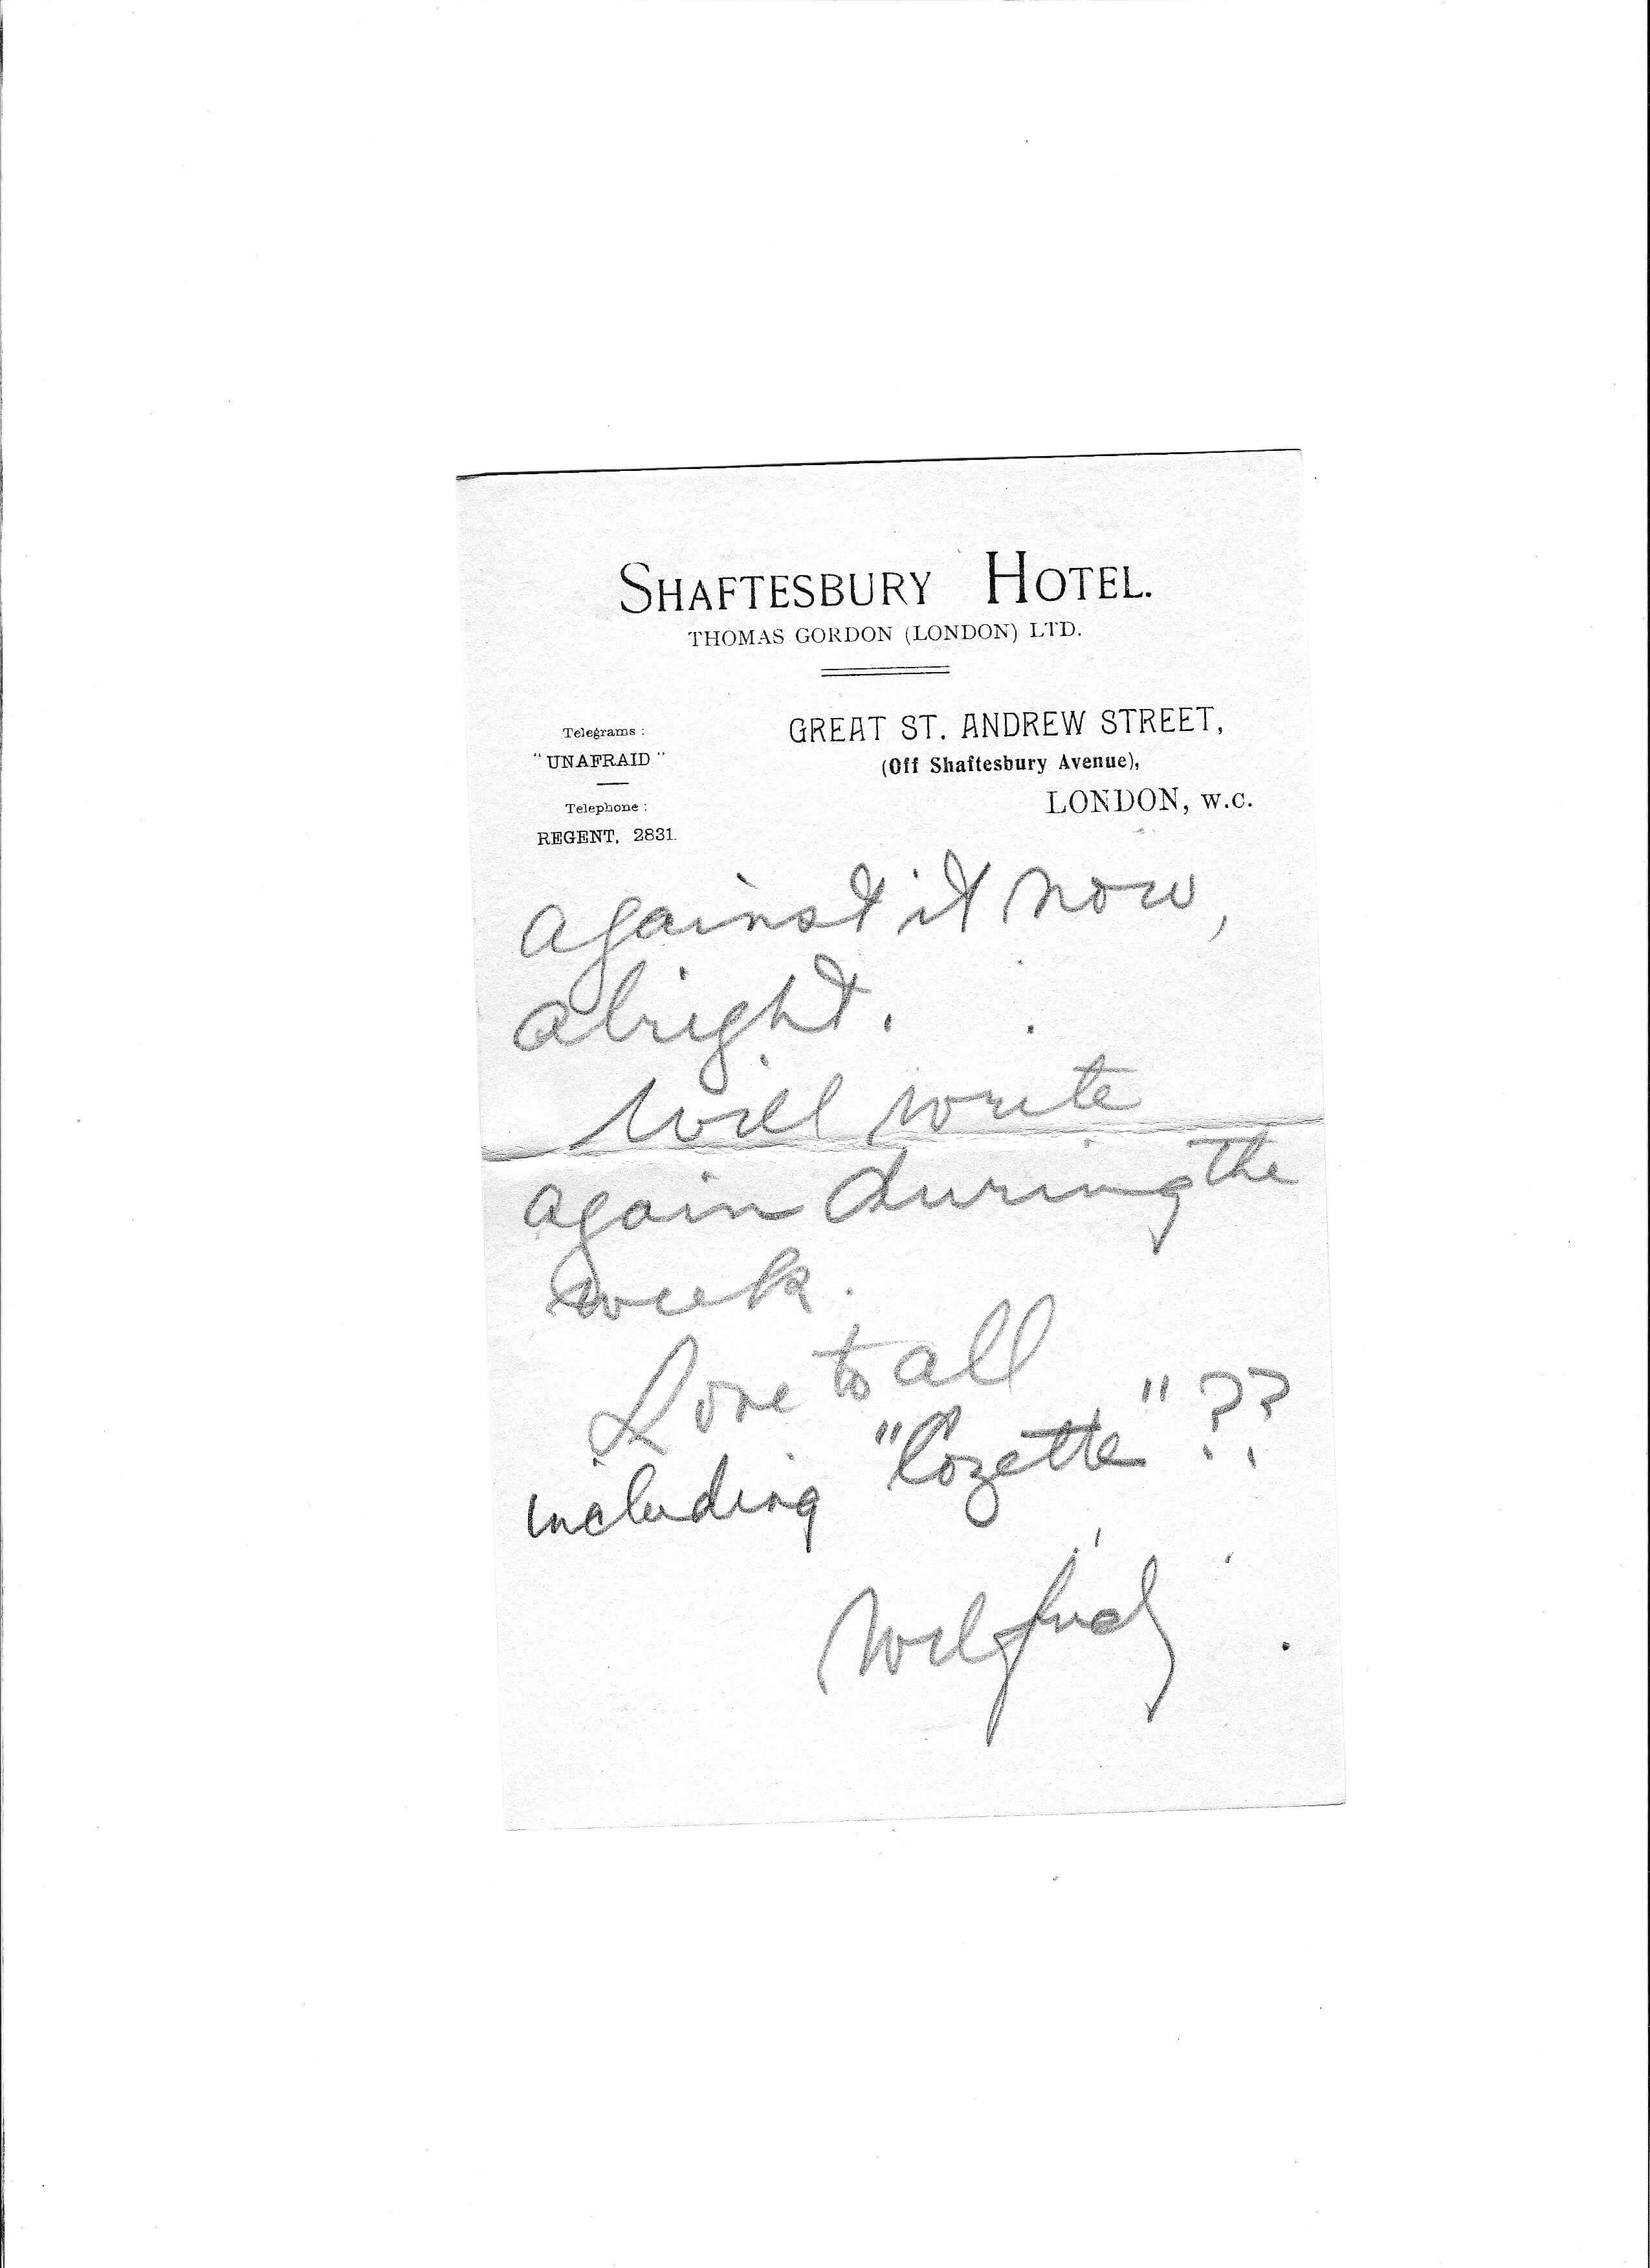 SHAFTESBURY HOTEL.
THOMAS GORDON (LONDON) LTD.
Telegrams :
"UNAFRAID"
Telephone :
REGENT, 2831.
GREAT ST. ANDREW STREET,
(Off Shaftesbury Avenue),
LONDON, W.C.
against it now,
alright.
Will write
again during the
week.
Love to all
including "Cozette" ??
Wilfred